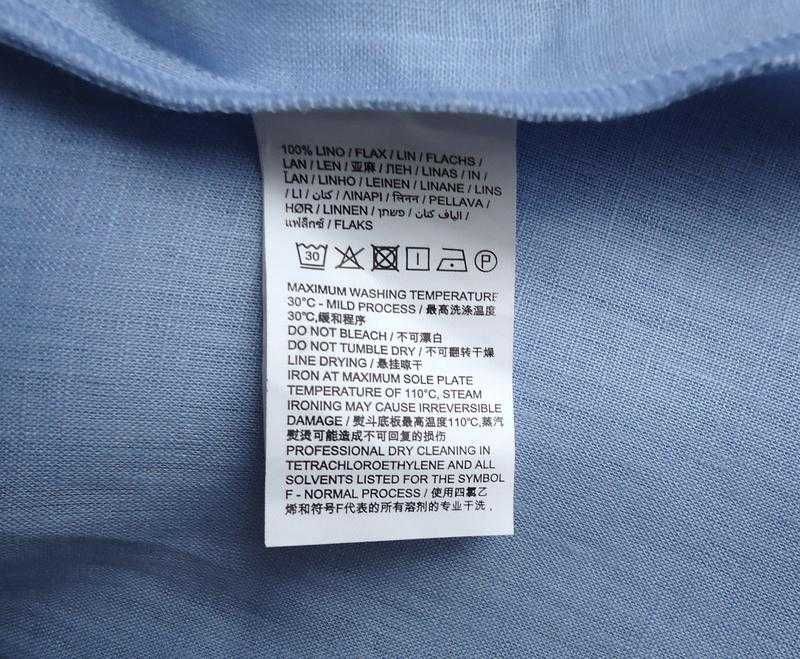 100% LINO / FLAX / LIN / FLACHS /
LAN / LEN / 亚麻 / ЛЕН / LINAS / IN /
LAN / LINHO / LEINEN / LINANE / LINS
/ LI / كتان / ΛΙΝΑΡΙ / लिनन / PELLAVA /
HØR / LINNEN / פשתן / الياف كتان /
แฟล็กซ์ / FLAKS
30 P
MAXIMUM WASHING TEMPERATURE
30°C - MILD PROCESS / 最高洗涤温度
30℃,缓和程序
DO NOT BLEACH / 不可漂白
DO NOT TUMBLE DRY / 不可翻转干燥
LINE DRYING / 悬挂晾干
IRON AT MAXIMUM SOLE PLATE
TEMPERATURE OF 110°C, STEAM
IRONING MAY CAUSE IRREVERSIBLE
DAMAGE / 熨斗底板最高温度110℃,蒸汽
熨烫可能造成不可回复的损伤
PROFESSIONAL DRY CLEANING IN
TETRACHLOROETHYLENE AND ALL
SOLVENTS LISTED FOR THE SYMBOL
F - NORMAL PROCESS / 使用四氯乙
烯和符号F代表的所有溶剂的专业干洗 .